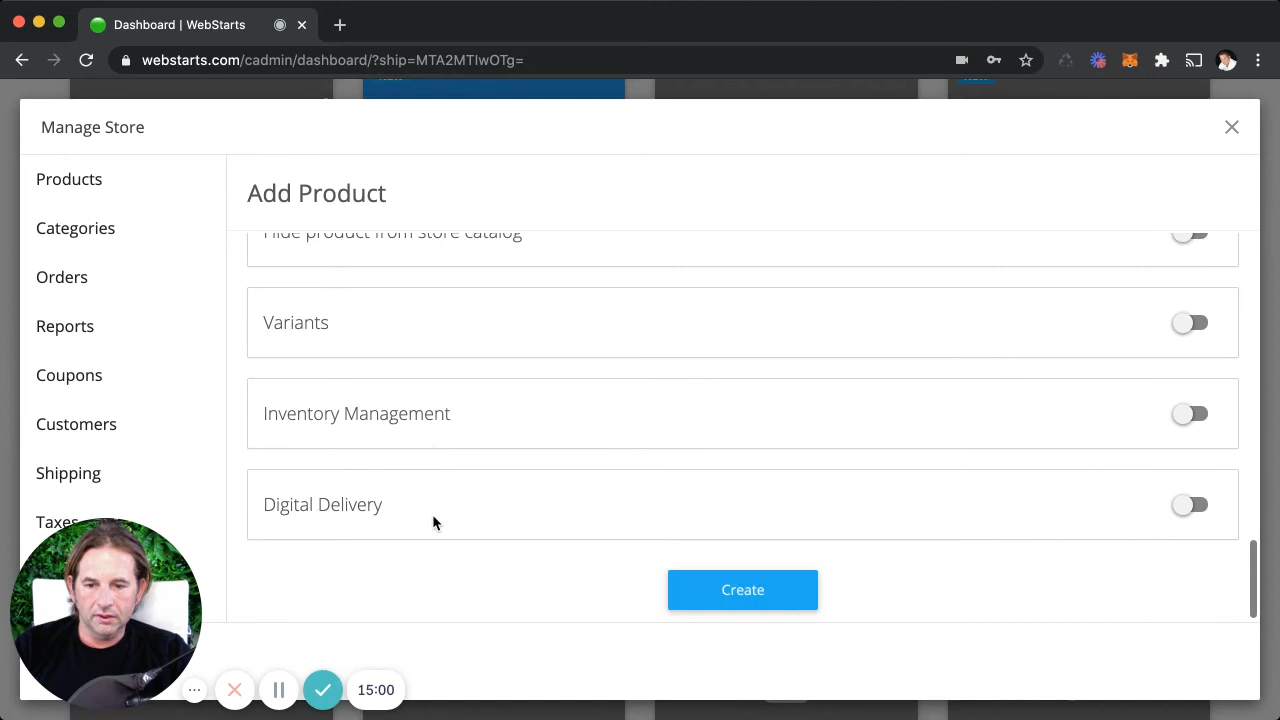 Dashboard | WebStarts
webstarts.com/cadmin/dashboard/?ship=MTA2MTIwOTg=
Manage Store
Products
Categories
Orders
Reports
Coupons
Customers
Shipping
Taxes
Add Product
Hide product from store catalog
Variants
Inventory Management
Digital Delivery
Create
15:00